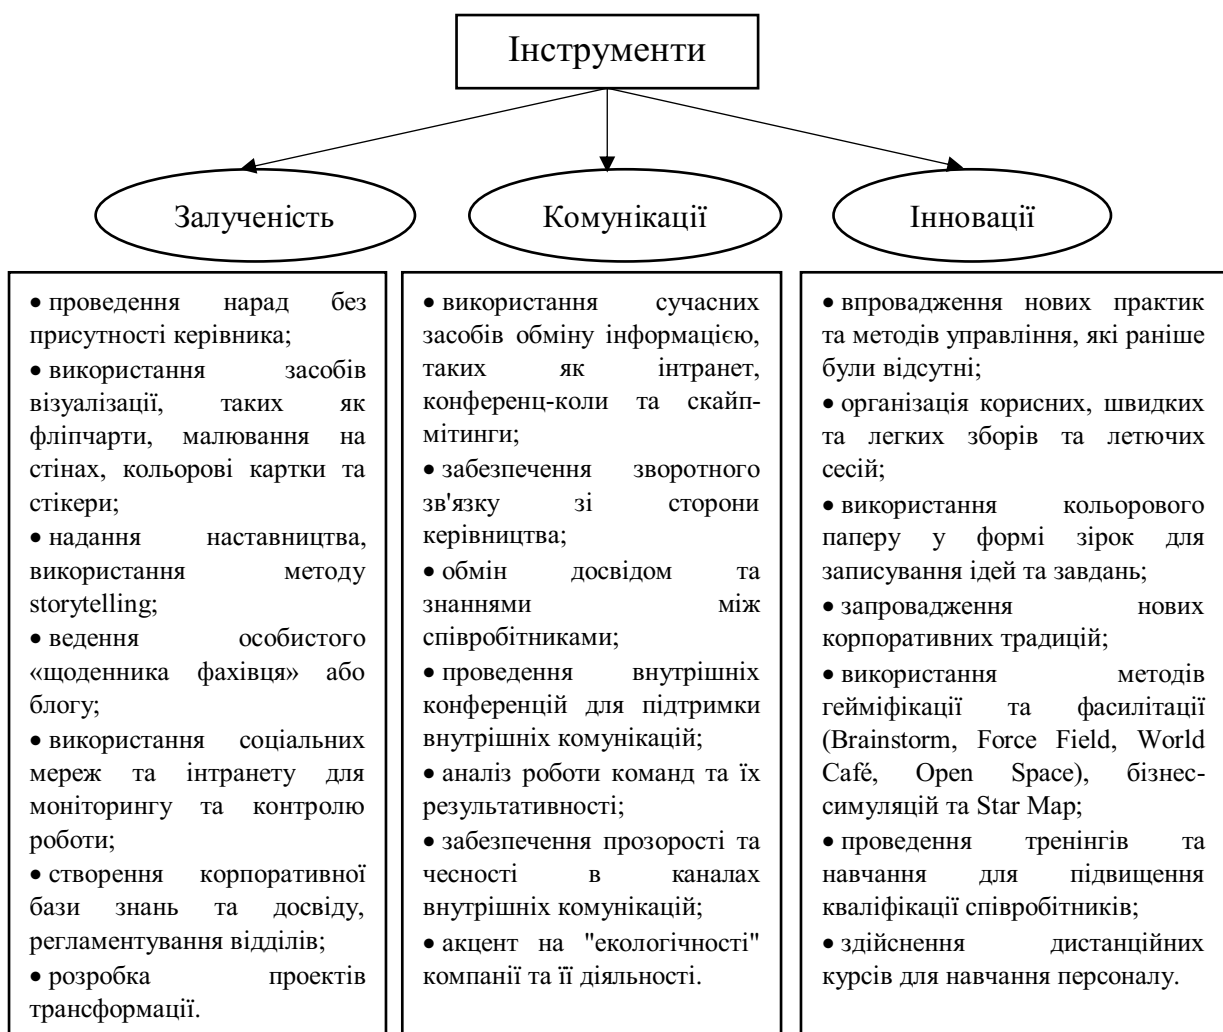 Інструменти
Залученість
Комунікації
Інновації
• проведення нарад без
присутності керівника;
• використання засобів
візуалізації, таких як
фліпчарти, малювання на
стінах, кольорові картки та
стікери;
• надання наставництва,
використання методу
storytelling;
• ведення особистого
«щоденника фахівця» або
блогу;
• використання соціальних
мереж та інтранету для
моніторингу та контролю
роботи;
• створення корпоративної
бази знань та досвіду,
регламентування відділів;
• розробка проектів
трансформації.
• використання сучасних
засобів обміну інформацією,
таких як інтранет,
конференц-коли та скайп-
мітинги;
• забезпечення зворотного
зв'язку зі сторони
керівництва;
• обмін досвідом та
знаннями між
співробітниками;
• проведення внутрішніх
конференцій для підтримки
внутрішніх комунікацій;
• аналіз роботи команд та їх
результативності;
• забезпечення прозорості та
чесності в каналах
внутрішніх комунікацій;
• акцент на "екологічності"
компанії та її діяльності.
• впровадження нових практик
та методів управління, які раніше
були відсутні;
• організація корисних, швидких
та легких зборів та летючих
сесій;
• використання кольорового
паперу у формі зірок для
записування ідей та завдань;
• запровадження нових
корпоративних традицій;
• використання методів
гейміфікації та фасилітації
(Brainstorm, Force Field, World
Café, Open Space), бізнес-
симуляцій та Star Map;
• проведення тренінгів та
навчання для підвищення
кваліфікації співробітників;
• здійснення дистанційних
курсів для навчання персоналу.